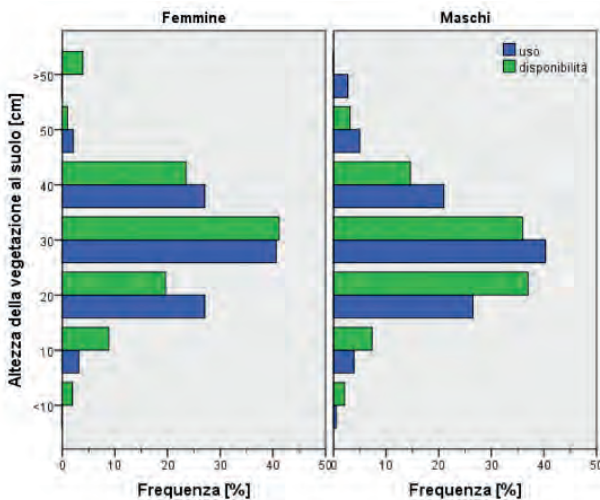 Femmine
Maschi
uso
disponibilità
Altezza della vegetazione al suolo [cm]
>50
50
40
30
20
10
<10
0 10 20 30 40 50
0 10 20 30 40 50
Frequenza [%]
Frequenza [%]